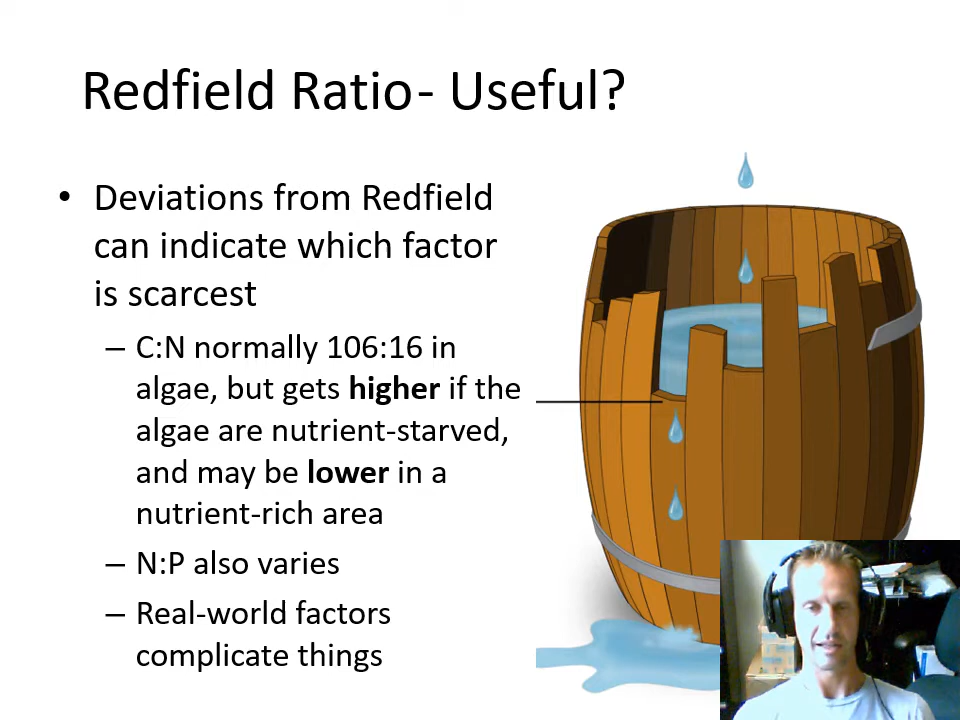 Redfield Ratio - Useful?
• Deviations from Redfield
can indicate which factor
is scarcest
– C:N normally 106:16 in
algae, but gets higher if the
algae are nutrient-starved,
and may be lower in a
nutrient-rich area
– N:P also varies
– Real-world factors
complicate things